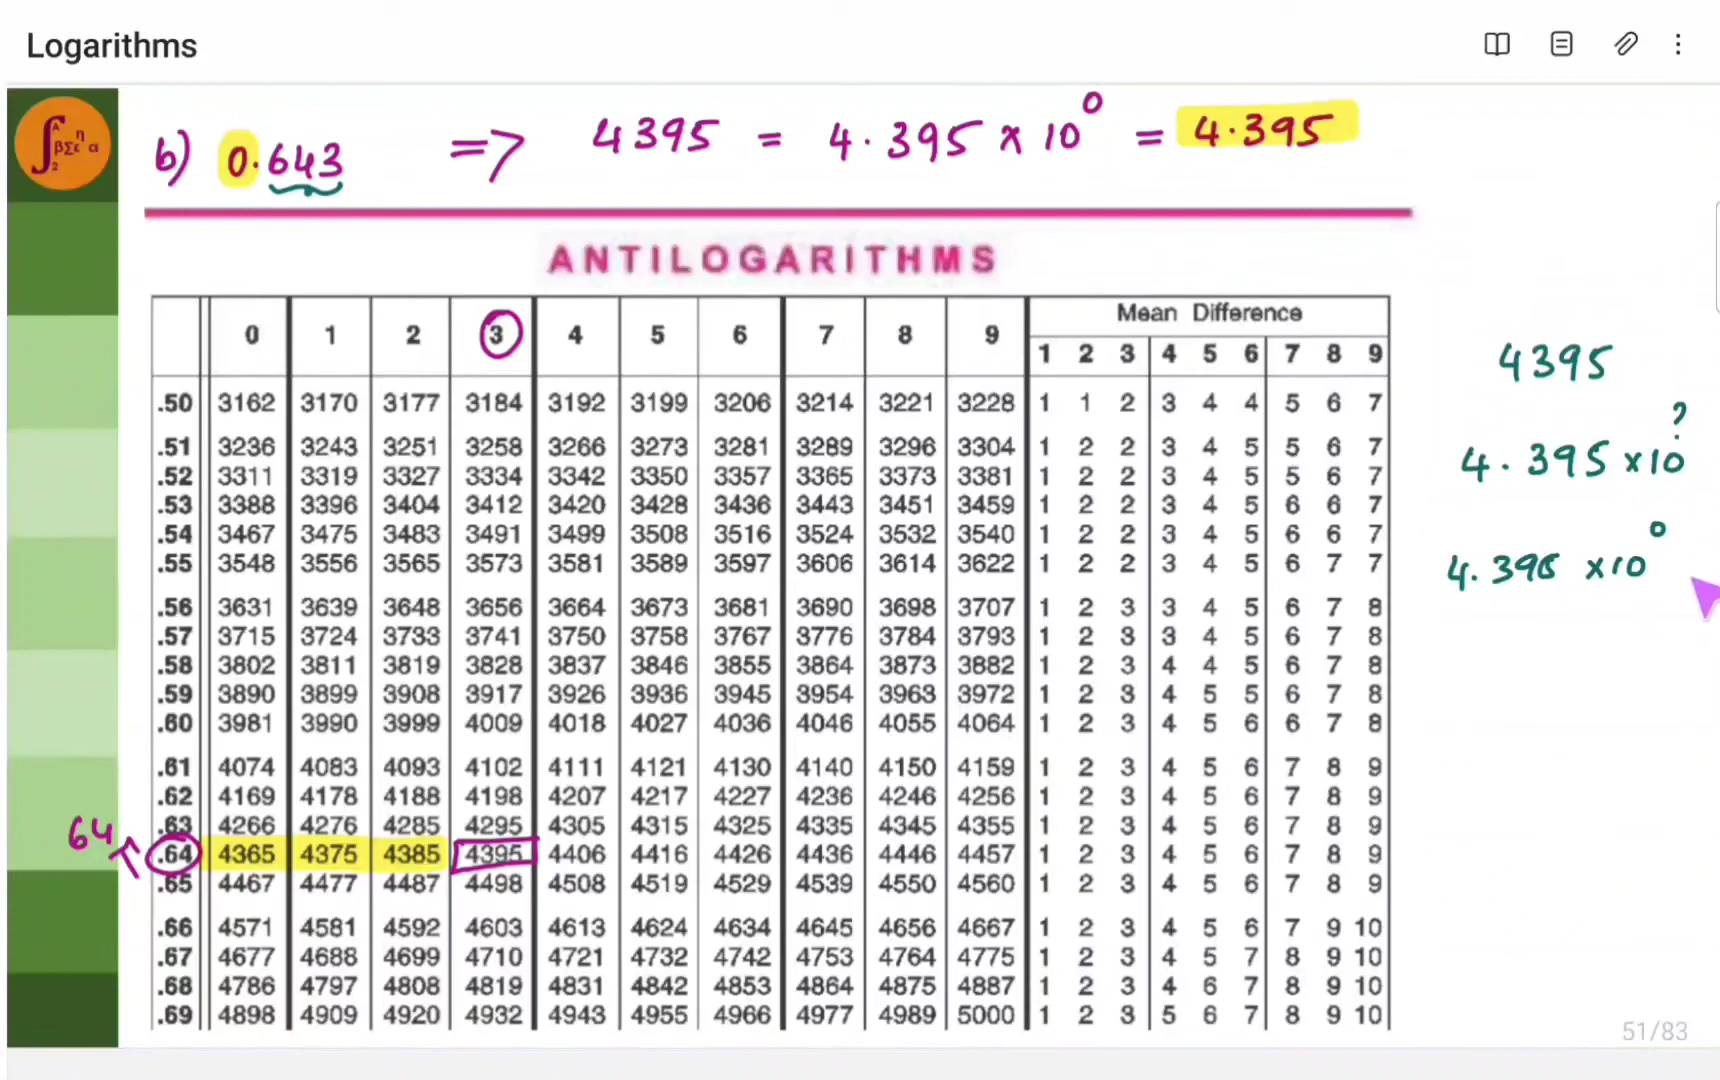 Logarithms
b) 0.643 => 4395 = 4.395 x 10⁰ = 4.395
ANTILOGARITHMS
Mean Difference
0 1 2 3 4 5 6 7 8 9 1 2 3 4 5 6 7 8 9
.50 3162 3170 3177 3184 3192 3199 3206 3214 3221 3228 1 1 2 3 4 4 5 6 7
.51 3236 3243 3251 3258 3266 3273 3281 3289 3296 3304 1 2 2 3 4 5 5 6 7
.52 3311 3319 3327 3334 3342 3350 3357 3365 3373 3381 1 2 2 3 4 5 5 6 7
.53 3388 3396 3404 3412 3420 3428 3436 3443 3451 3459 1 2 2 3 4 5 6 6 7
.54 3467 3475 3483 3491 3499 3508 3516 3524 3532 3540 1 2 2 3 4 5 6 6 7
.55 3548 3556 3565 3573 3581 3589 3597 3606 3614 3622 1 2 2 3 4 5 6 7 7
.56 3631 3639 3648 3656 3664 3673 3681 3690 3698 3707 1 2 3 3 4 5 6 7 8
.57 3715 3724 3733 3741 3750 3758 3767 3776 3784 3793 1 2 3 3 4 5 6 7 8
.58 3802 3811 3819 3828 3837 3846 3855 3864 3873 3882 1 2 3 4 4 5 6 7 8
.59 3890 3899 3908 3917 3926 3936 3945 3954 3963 3972 1 2 3 4 5 5 6 7 8
.60 3981 3990 3999 4009 4018 4027 4036 4046 4055 4064 1 2 3 4 5 6 6 7 8
.61 4074 4083 4093 4102 4111 4121 4130 4140 4150 4159 1 2 3 4 5 6 7 8 9
.62 4169 4178 4188 4198 4207 4217 4227 4236 4246 4256 1 2 3 4 5 6 7 8 9
.63 4266 4276 4285 4295 4305 4315 4325 4335 4345 4355 1 2 3 4 5 6 7 8 9
64
.64 4365 4375 4385 4395 4406 4416 4426 4436 4446 4457 1 2 3 4 5 6 7 8 9
.65 4467 4477 4487 4498 4508 4519 4529 4539 4550 4560 1 2 3 4 5 6 7 8 9
.66 4571 4581 4592 4603 4613 4624 4634 4645 4656 4667 1 2 3 4 5 6 7 9 10
.67 4677 4688 4699 4710 4721 4732 4742 4753 4764 4775 1 2 3 4 5 7 8 9 10
.68 4786 4797 4808 4819 4831 4842 4853 4864 4875 4887 1 2 3 4 6 7 8 9 10
.69 4898 4909 4920 4932 4943 4955 4966 4977 4989 5000 1 2 3 5 6 7 8 9 10
4395
4.395 x10?
4.395 x10⁰
51/83